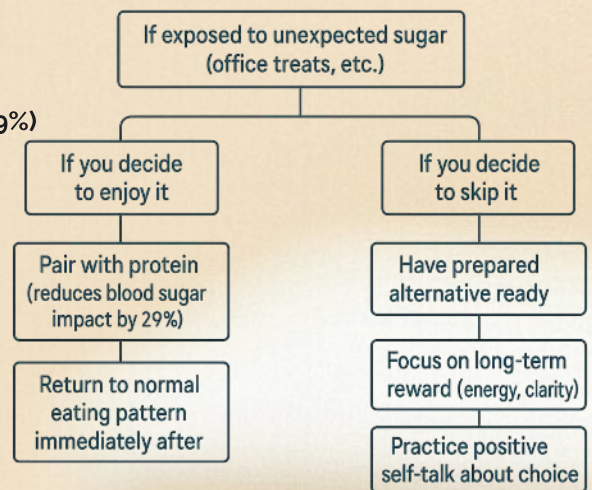 If exposed to unexpected sugar
(office treats, etc.)
9%)
If you decide
to enjoy it
Pair with protein
(reduces blood sugar
impact by 29%)
Return to normal
eating pattern
immediately after
If you decide
to skip it
Have prepared
alternative ready
Focus on long-term
reward (energy, clarity)
Practice positive
self-talk about choice